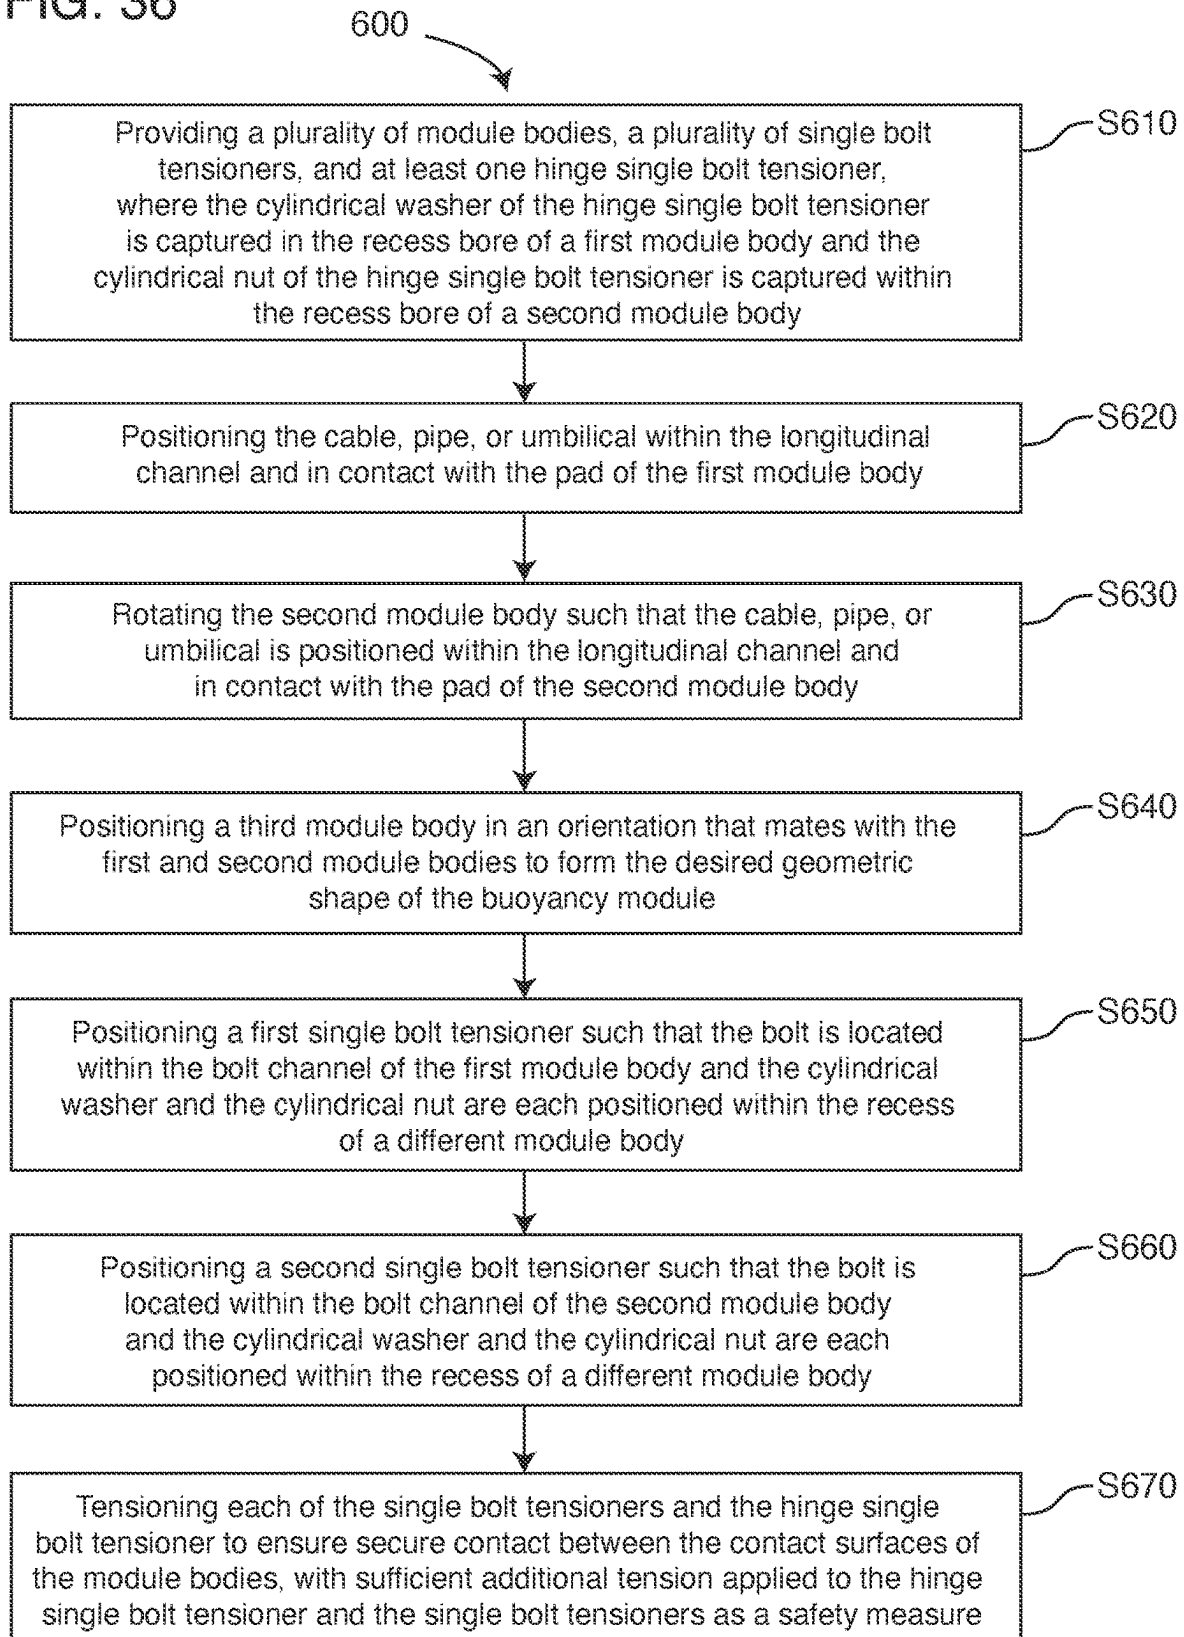 FIG. 36
600
S610
Providing a plurality of module bodies, a plurality of single bolt
tensioners, and at least one hinge single bolt tensioner,
where the cylindrical washer of the hinge single bolt tensioner
is captured in the recess bore of a first module body and the
cylindrical nut of the hinge single bolt tensioner is captured within
the recess bore of a second module body
S620
Positioning the cable, pipe, or umbilical within the longitudinal
channel and in contact with the pad of the first module body
S630
Rotating the second module body such that the cable, pipe, or
umbilical is positioned within the longitudinal channel and
in contact with the pad of the second module body
S640
Positioning a third module body in an orientation that mates with the
first and second module bodies to form the desired geometric
shape of the buoyancy module
S650
Positioning a first single bolt tensioner such that the bolt is located
within the bolt channel of the first module body and the cylindrical
washer and the cylindrical nut are each positioned within the recess
of a different module body
S660
Positioning a second single bolt tensioner such that the bolt is
located within the bolt channel of the second module body
and the cylindrical washer and the cylindrical nut are each
positioned within the recess of a different module body
S670
Tensioning each of the single bolt tensioners and the hinge single
bolt tensioner to ensure secure contact between the contact surfaces of
the module bodies, with sufficient additional tension applied to the hinge
single bolt tensioner and the single bolt tensioners as a safety measure